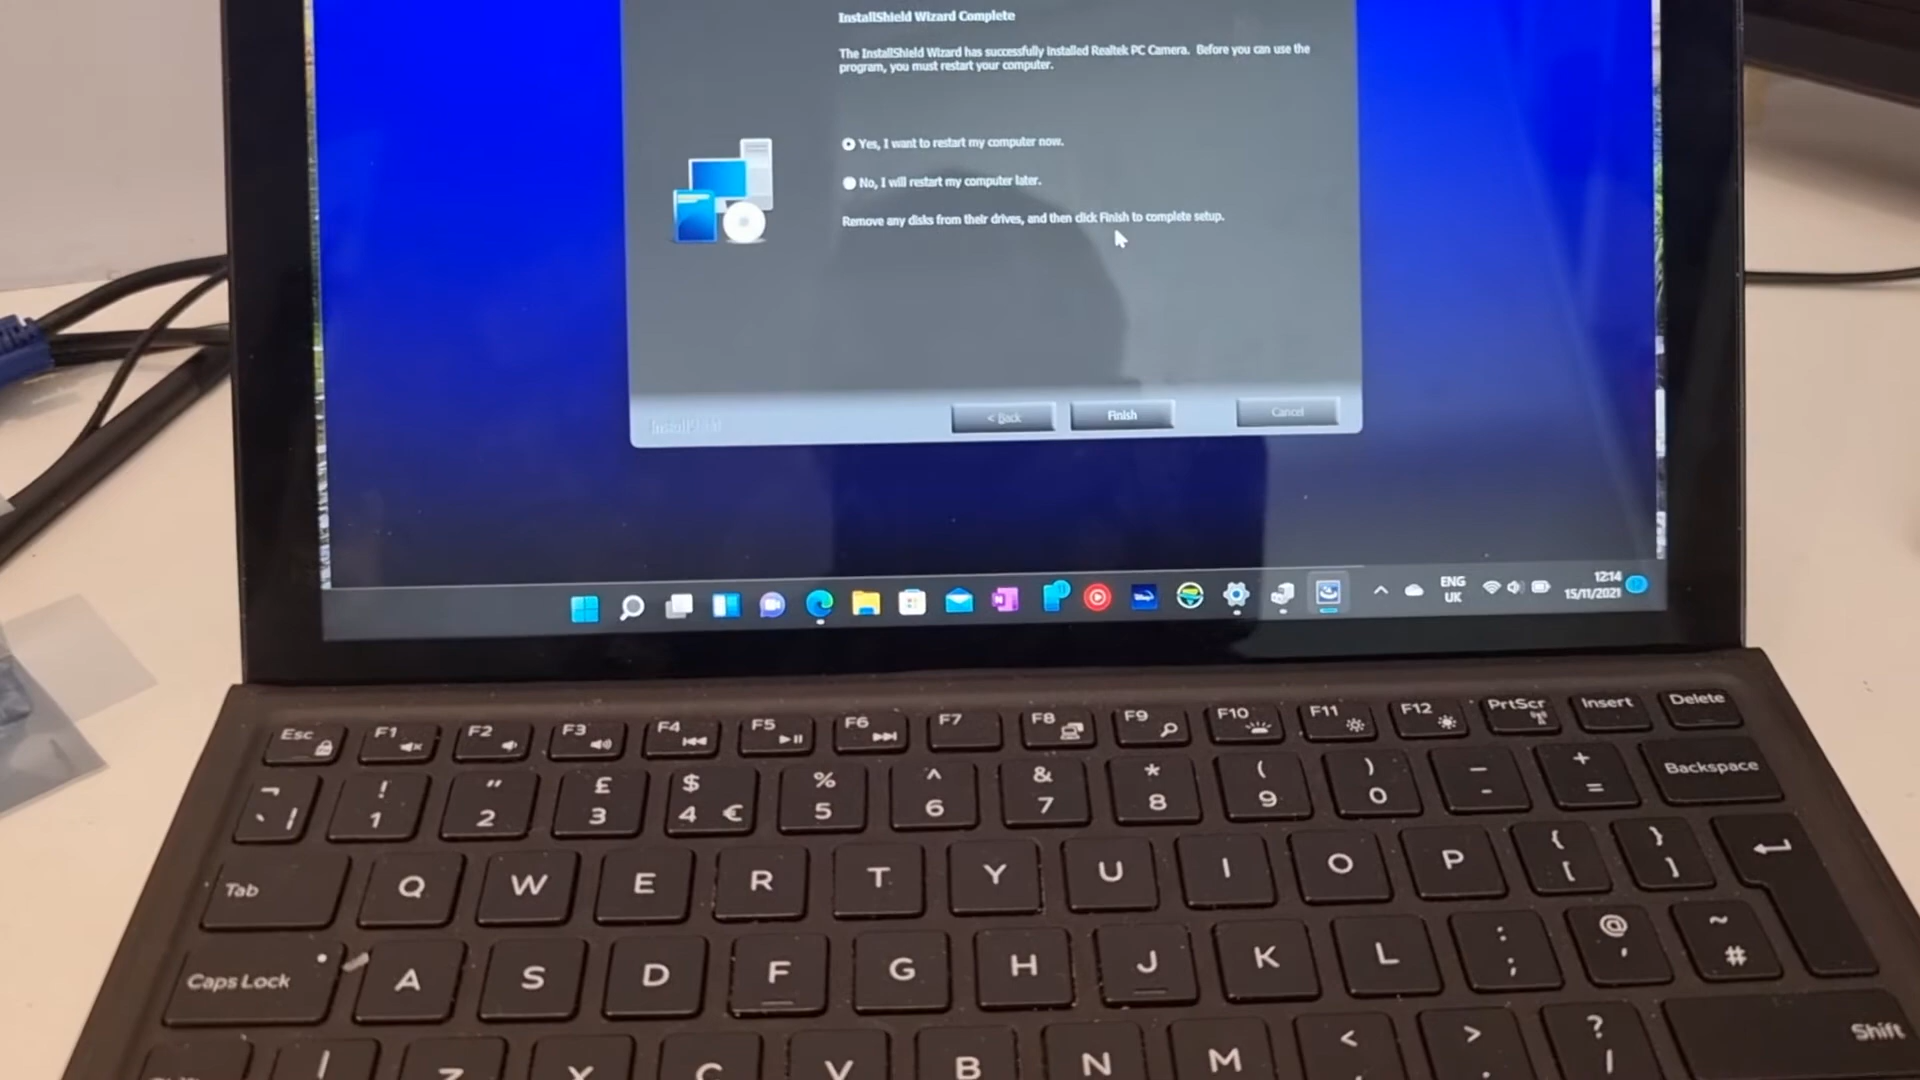 InstallShield Wizard Complete
The InstallShield Wizard has successfully installed Realtek PC Camera. Before you can use the
program, you must restart your computer.
Yes, I want to restart my computer now.
No, I will restart my computer later.
Remove any disks from their drives, and then click Finish to complete setup.
InstallShield
< Back
Finish
Cancel
ENG
UK
12:14
15/11/2021
Esc F1 F2 F3 F4 F5 F6 F7 F8 F9 F10 F11 F12 PrtScr Insert Delete
¬ ! " £ $ % ^ & * ( ) — +
` ¦ 1 2 3 4 € 5 6 7 8 9 0 - = Backspace
Tab Q W E R T Y U I O P { [ } ]
Caps Lock A S D F G H J K L : ; @ ' ~ #
Z X C V B N M < > ? / Shift